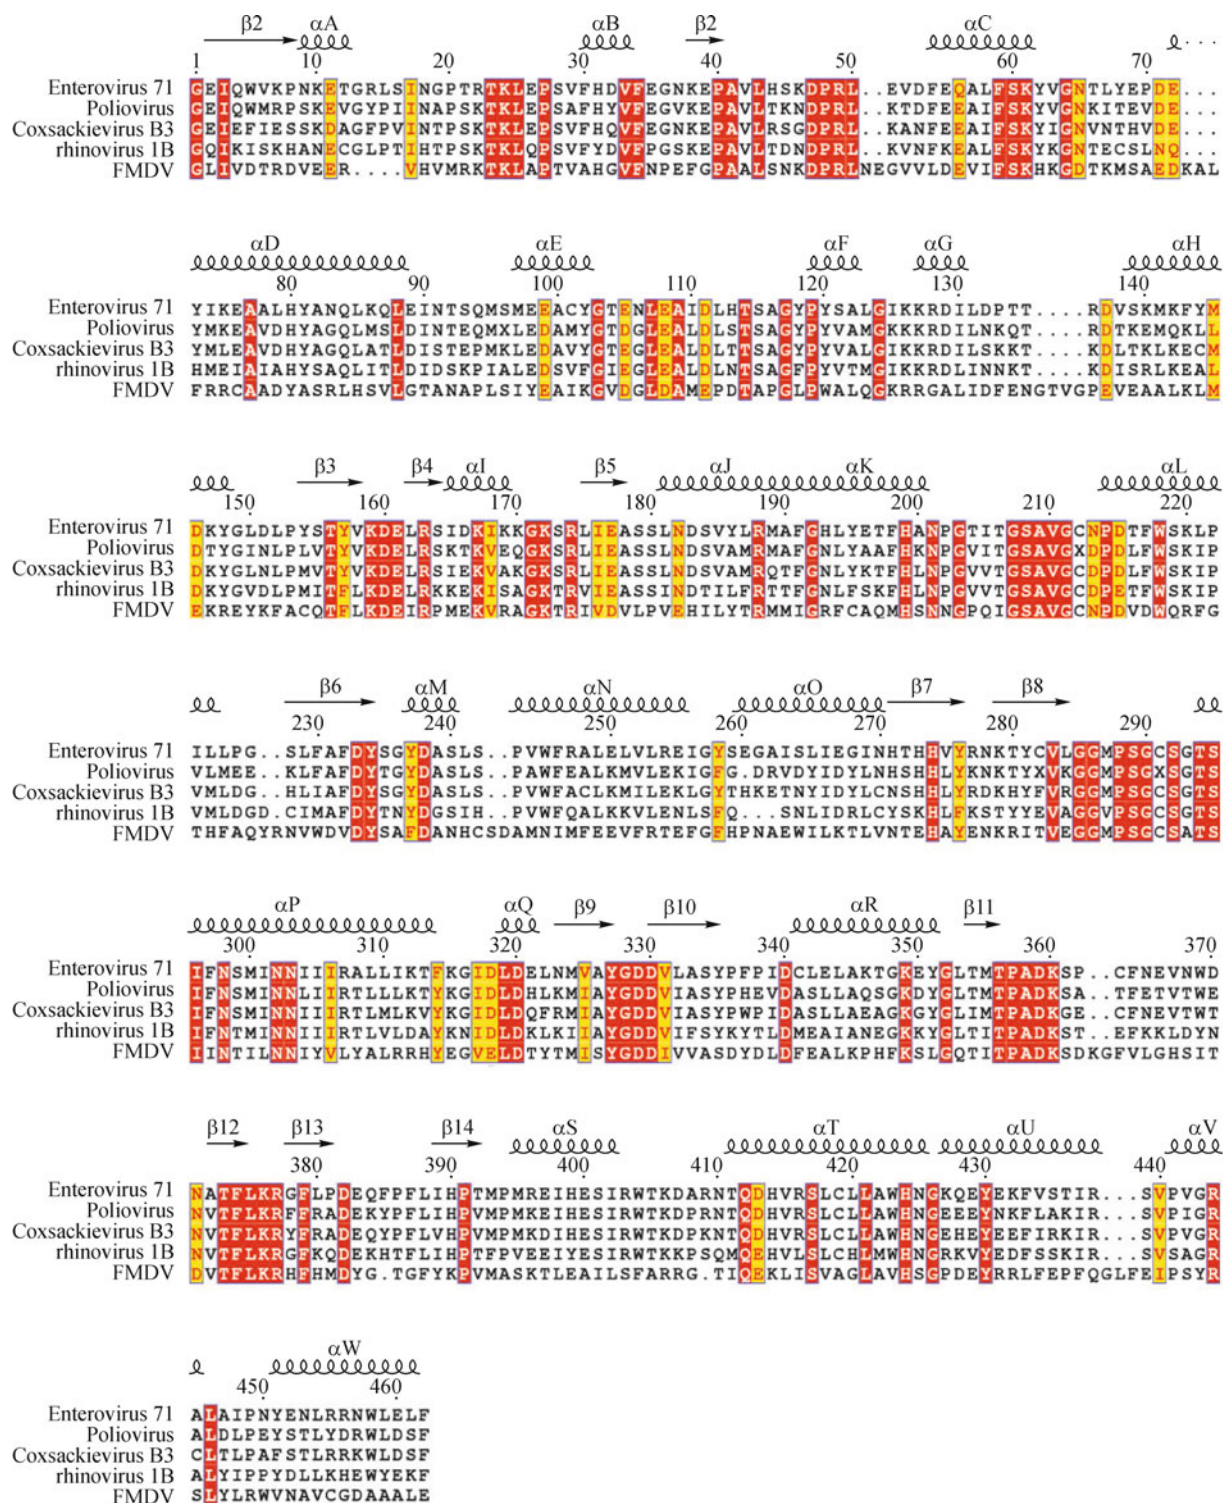 β2 αA αB β2 αC
1 10 20 30 40 50 60 70
Enterovirus 71 GEIQWVKPNKETGRLSINGPTRTKLEPSVFHDVFEGNKEPAVLHSKDPRL..EVDFEQALFSKYVGNTLYEPDE...
Poliovirus GEIQWMRPSKEVGYPIINAPSKTKLEPSAFHYVFEGVKEPAVLTKNDPRL..KTDFEEAIFSKYVGNKITEVDE...
Coxsackievirus B3 GEIEFIESSKDAGFPVINTPSKTKLEPSVFHQVFEGNKEPAVLRSGDPRL..KANFEEAIFSKYIGNVNTHVDE...
rhinovirus 1B GQIKISKHANECGLPTIHTPSKTKLQPSVFYDVFPGSKEPAVLTDNDPRL..KVNFKEALFSKYKGNTECSLNQ...
FMDV GLIVDTRDVEER....VHVMRKTKLAPTVAHGVFNPEFGPAALSNKDPRLNEGVVLDEVIFSKHKGDTKMSAEDKAL
αD αE αF αG αH
80 90 100 110 120 130 140
Enterovirus 71 YIKEAALHYANQLKQLEINTSQMSMEEACYGTENLEAIDLHTSAGYPYSALGIKKRDILDPTT....RDVSKMKFYM
Poliovirus YMKEAVDHYAGQLMSLDINTEQMKLEDAMYGTDGLEALDLSTSAGYPYVAMGKKKRDILNKQT....RDTKEMQKLL
Coxsackievirus B3 YMLEAVDHYAGQLATLDISTEPMKLEDAVYGTEGLEALDLTTSAGYPYVALGIKKRDILSKKT....KDLTKLKECM
rhinovirus 1B HMEIAIAHYSAQLITLDIDSKPIALEDSVFGIEGLEALDLNTSAGFPYVTMGIKKRDLINNKT....KDISRLKEAL
FMDV FRRCAADYASRLHSVLGTANAPLSIYEAIKGVDGLDAMEPDTAPGLPWALQGKRRGALIDFENGTVGPEVEAALKLM
β3 β4 αI β5 αJ αK αL
150 160 170 180 190 200 210 220
Enterovirus 71 DKYGLDLPYSTYVKDELRSIDKIKKGKSRLIEASSLNDSVYLRMAFGHLYETFHANPGTITGSAVGCNPDTFWSKLP
Poliovirus DTYGINLPLVTYVKDELRSKTKVEQGKSRLIEASSLNDSVAMRMAFGNLYAAFHKNPGVITGSAVGXDPDLFWSKIP
Coxsackievirus B3 DKYGLNLPMVTYVKDELRSIEKVAKGKSRLIEASSLNDSVAMRQTFGNLYKTFHLNPGVVTGSAVGCDPDLFWSKIP
rhinovirus 1B DKYGVDLPMITFLKDELRKKEKISAGKTRVIEASSINDTILFRTTFGNLFSKFHLNPGVVTGSAVGCDPETFWSKIP
FMDV EKREYKFACQTFLKDEIRPMEKVRAGKTRIVDVLPVEHILYTRMMIGRFCAQMHSNNGPQITGSAVGCNPDVDWQRFG
β6 αM αN αO β7 β8
230 240 250 260 270 280 290
Enterovirus 71 ILLPG..SLFAFDYSGYDASLS..PVWFRALELVLREIGYSEGAISLIEGINHTHHVYRNKTYCVLGGMPSGCSGTS
Poliovirus VLMEE..KLFAFDYTGYDASLS..PAWFEALKMVLEKIGFG.DRVDYIDYLNHSHHLYKNKTYXVKGGMPSGXSGTS
Coxsackievirus B3 VMLDG..HLIAFDYSGYDASLS..PVWFACLKMILEKLGYTHKETNYIDYLCNSHHLYRDKHYFVRGGMPSGCSGTS
rhinovirus 1B VMLDGD.CIMAFDYTNYDGSIH..PVWFQALKKVLENLSFQ...SNLIDRLCYSKHLFKSTYYEVAGGVPSGCSGTS
FMDV THFAQYRNVWDVDYSAFDANHCSDAMNIMFEEVFRTEFGFHPNAEWILKTLVNTEHAYENKRITVEGGMPSGCSATS
αP αQ β9 β10 αR β11
300 310 320 330 340 350 360 370
Enterovirus 71 IFNSMINNIIIRALLIKTFKGIDLDELNMVAYGDDVLASYPFPIDCLELAKTGKEYGLTMTPADKSP..CFNEVNWD
Poliovirus IFNSMINNLIIRTLLLKTYKGIDLDHLKMIAYGDDVIASYPHEVDASLLAQSGKDYGLTMTPADKSA..TFETVTWE
Coxsackievirus B3 IFNSMINNLIIRTLMLKVYKGIDLDQFRMIAYGDDVIASYPWPIDASLLAEAGKGYGLIMTPADKGE..CFNEVTWT
rhinovirus 1B IFNTMINNIIIRTLVLDAYKNIDLDKLKIIAYGDDVIFSYKYTLDMEAIANEGKKYGLTITPADKST..EFKKLDYN
FMDV IINTILNNIYVLYALRRHYEGVELDTYTMISYGDDIVVASDYDLDFEALKPHFKSLGQTITPADKSDKGFVLGHSIT
β12 β13 β14 αS αT αU αV
380 390 400 410 420 430 440
Enterovirus 71 NATFLKRGFLPDEQFPFLIHPTMPMREIHESIRWTKDARNTQDHVRSLCLLAWHNGKQEYEKFVSTIR...SVPVGR
Poliovirus NVTFLKRFFRADEKYPFLIHPVMPMKEIHESIRWTKDPRNTQDHVRSLCLLAWHNGEEEYNKFLAKIR...SVPIGR
Coxsackievirus B3 NVTFLKRYFRADEQYPFLVHPVMPMKDIHESIRWTKDPKNTQDHVRSLCLLAWHNGEHEYEEFIRKIR...SVPVGR
rhinovirus 1B NVTFLKRGFKQDEKHTFLIHPTFPVEEIYESIRWTKKPSQMQEHVLSLCHLMWHNGRKVYEDFSSKIR...SVSAGR
FMDV DVTFLKRHFHMDYG.TGFYKPVMASKTLEAILSFARRG.TIQEKLISVAGLAVHSGPDEYRRLFEPFQGLFEIPSYR
αW
450 460
Enterovirus 71 ALAIPNYENLRRNWLELF
Poliovirus ALDLPEYSTLYDRWLDSF
Coxsackievirus B3 CLTLPAFSTLRRKWLDSF
rhinovirus 1B ALYIPPYDLLKHEWYEKF
FMDV SLYLRWVNAVCGDAAALE